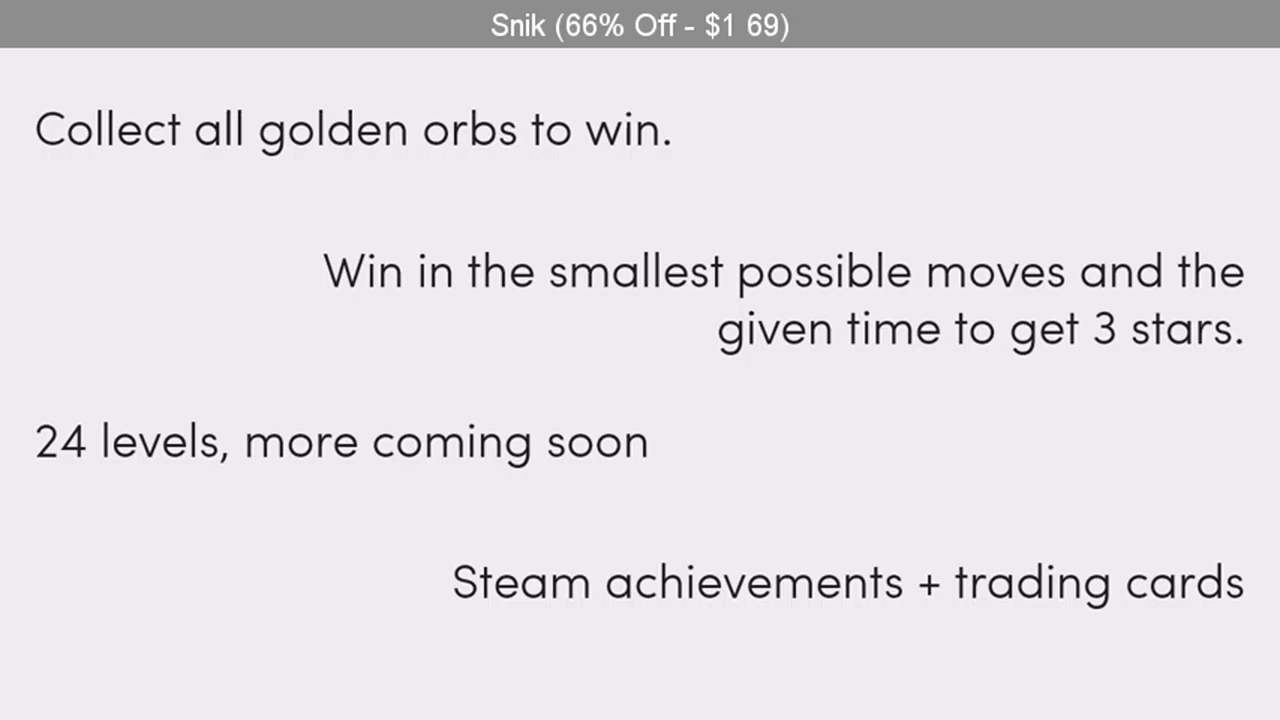 Snik (66% Off - $1 69)
Collect all golden orbs to win.
Win in the smallest possible moves and the
given time to get 3 stars.
24 levels, more coming soon
Steam achievements + trading cards